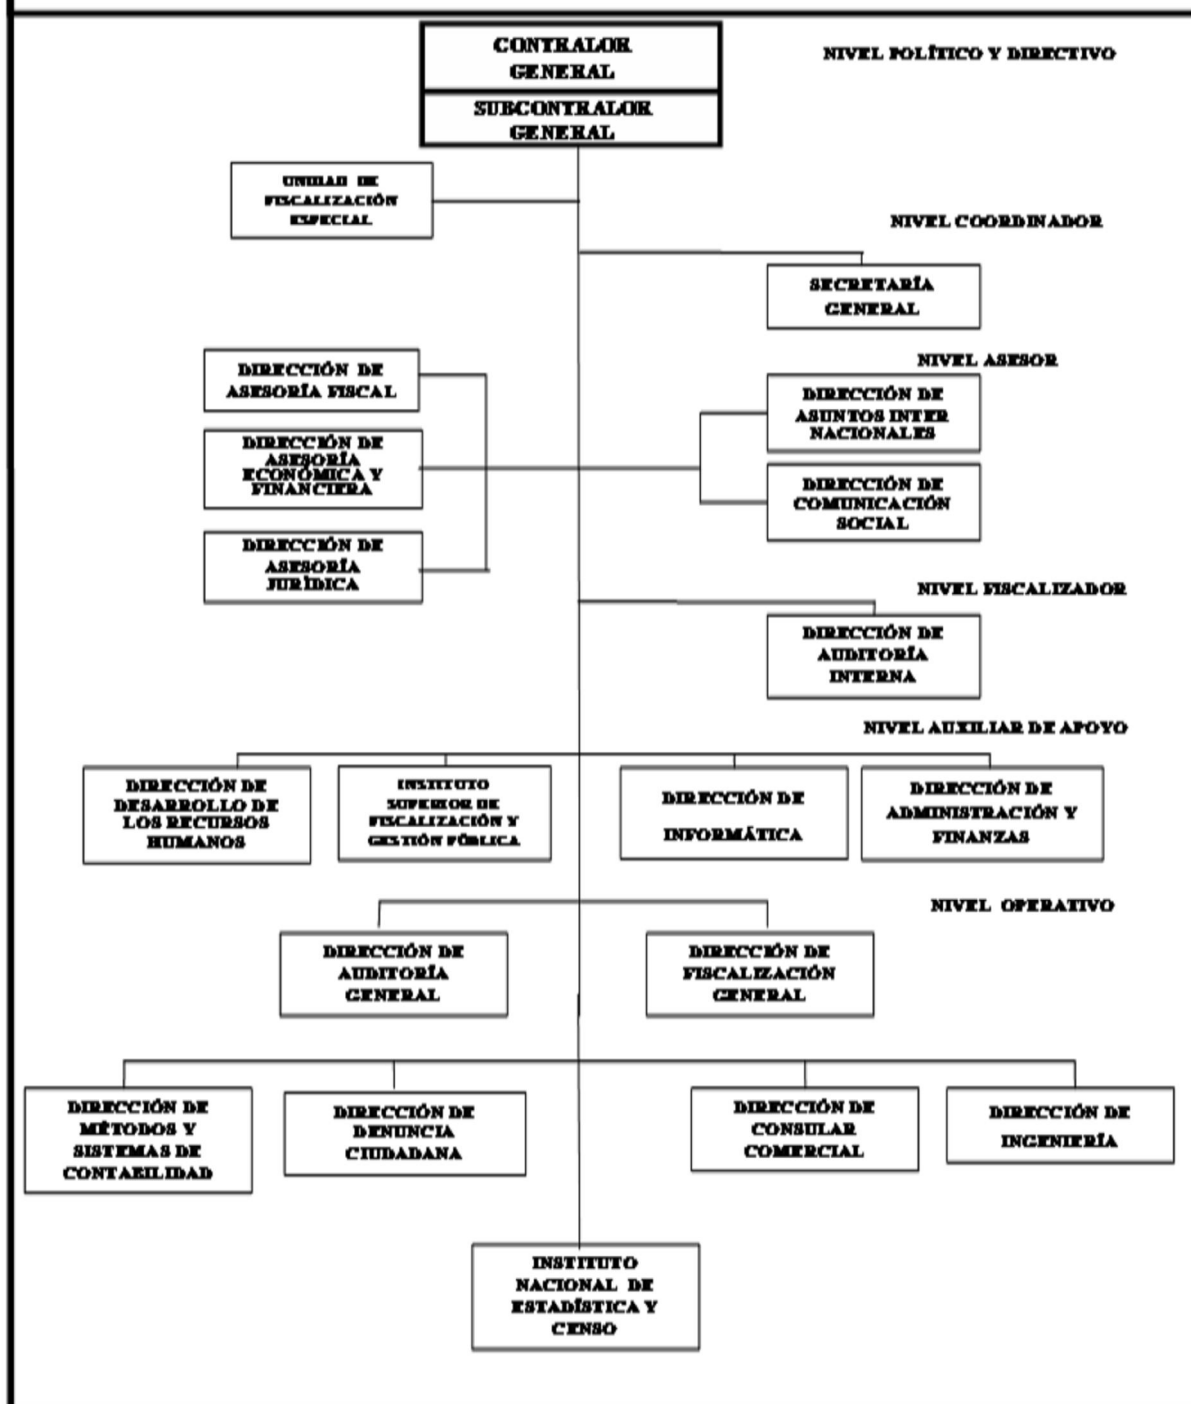 CONTRALOR
GENERAL
NIVEL POLÍTICO Y DIRECTIVO
SUBCONTRALOR
GENERAL
UNIDAD DE
FISCALIZACIÓN
ESPECIAL
NIVEL COORDINADOR
SECRETARÍA
GENERAL
NIVEL ASESOR
DIRECCIÓN DE
ASESORÍA FISCAL
DIRECCIÓN DE
ASUNTOS INTER
NACIONALES
DIRECCIÓN DE
ASESORÍA
ECONÓMICA Y
FINANCIERA
DIRECCIÓN DE
COMUNICACIÓN
SOCIAL
DIRECCIÓN DE
ASESORÍA
JURÍDICA
NIVEL FISCALIZADOR
DIRECCIÓN DE
AUDITORÍA
INTERNA
NIVEL AUXILIAR DE APOYO
DIRECCIÓN DE
DESARROLLO DE
LOS RECURSOS
HUMANOS
INSTITUTO
SUPERIOR DE
FISCALIZACIÓN Y
GESTIÓN PÚBLICA
DIRECCIÓN DE
INFORMÁTICA
DIRECCIÓN DE
ADMINISTRACIÓN Y
FINANZAS
NIVEL OPERATIVO
DIRECCIÓN DE
AUDITORÍA
GENERAL
DIRECCIÓN DE
FISCALIZACIÓN
GENERAL
DIRECCIÓN DE
MÉTODOS Y
SISTEMAS DE
CONTABILIDAD
DIRECCIÓN DE
DENUNCIA
CIUDADANA
DIRECCIÓN DE
CONSULAR
COMERCIAL
DIRECCIÓN DE
INGENIERÍA
INSTITUTO
NACIONAL DE
ESTADÍSTICA Y
CENSO